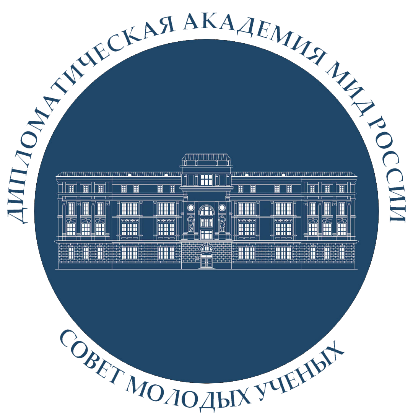 ДИПЛОМАТИЧЕСКАЯ АКАДЕМИЯ МИД РОССИИ
СОВЕТ МОЛОДЫХ УЧЕНЫХ